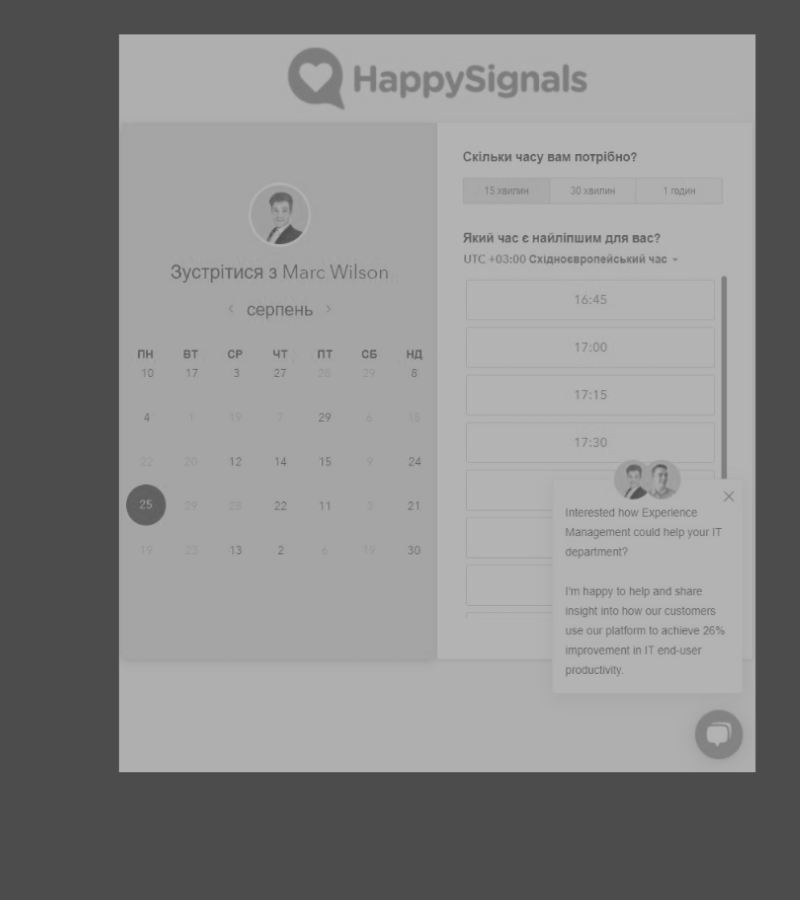 HappySignals
Зустрітися з Marc Wilson
серпень
ПН ВТ СР ЧТ ПТ СБ НД
10 17 3 27 28 29 8
4 1 19 7 29 6 15
22 20 12 14 15 9 24
25 29 28 22 11 3 21
19 23 13 2 6 19 30
Скільки часу вам потрібно?
15 хвилин 30 хвилин 1 годин
Який час є найліпшим для вас?
UTC +03:00 Східноєвропейський час
16:45
17:00
17:15
17:30
Interested how Experience
Management could help your IT
department?
I'm happy to help and share
insight into how our customers
use our platform to achieve 26%
improvement in IT end-user
productivity.